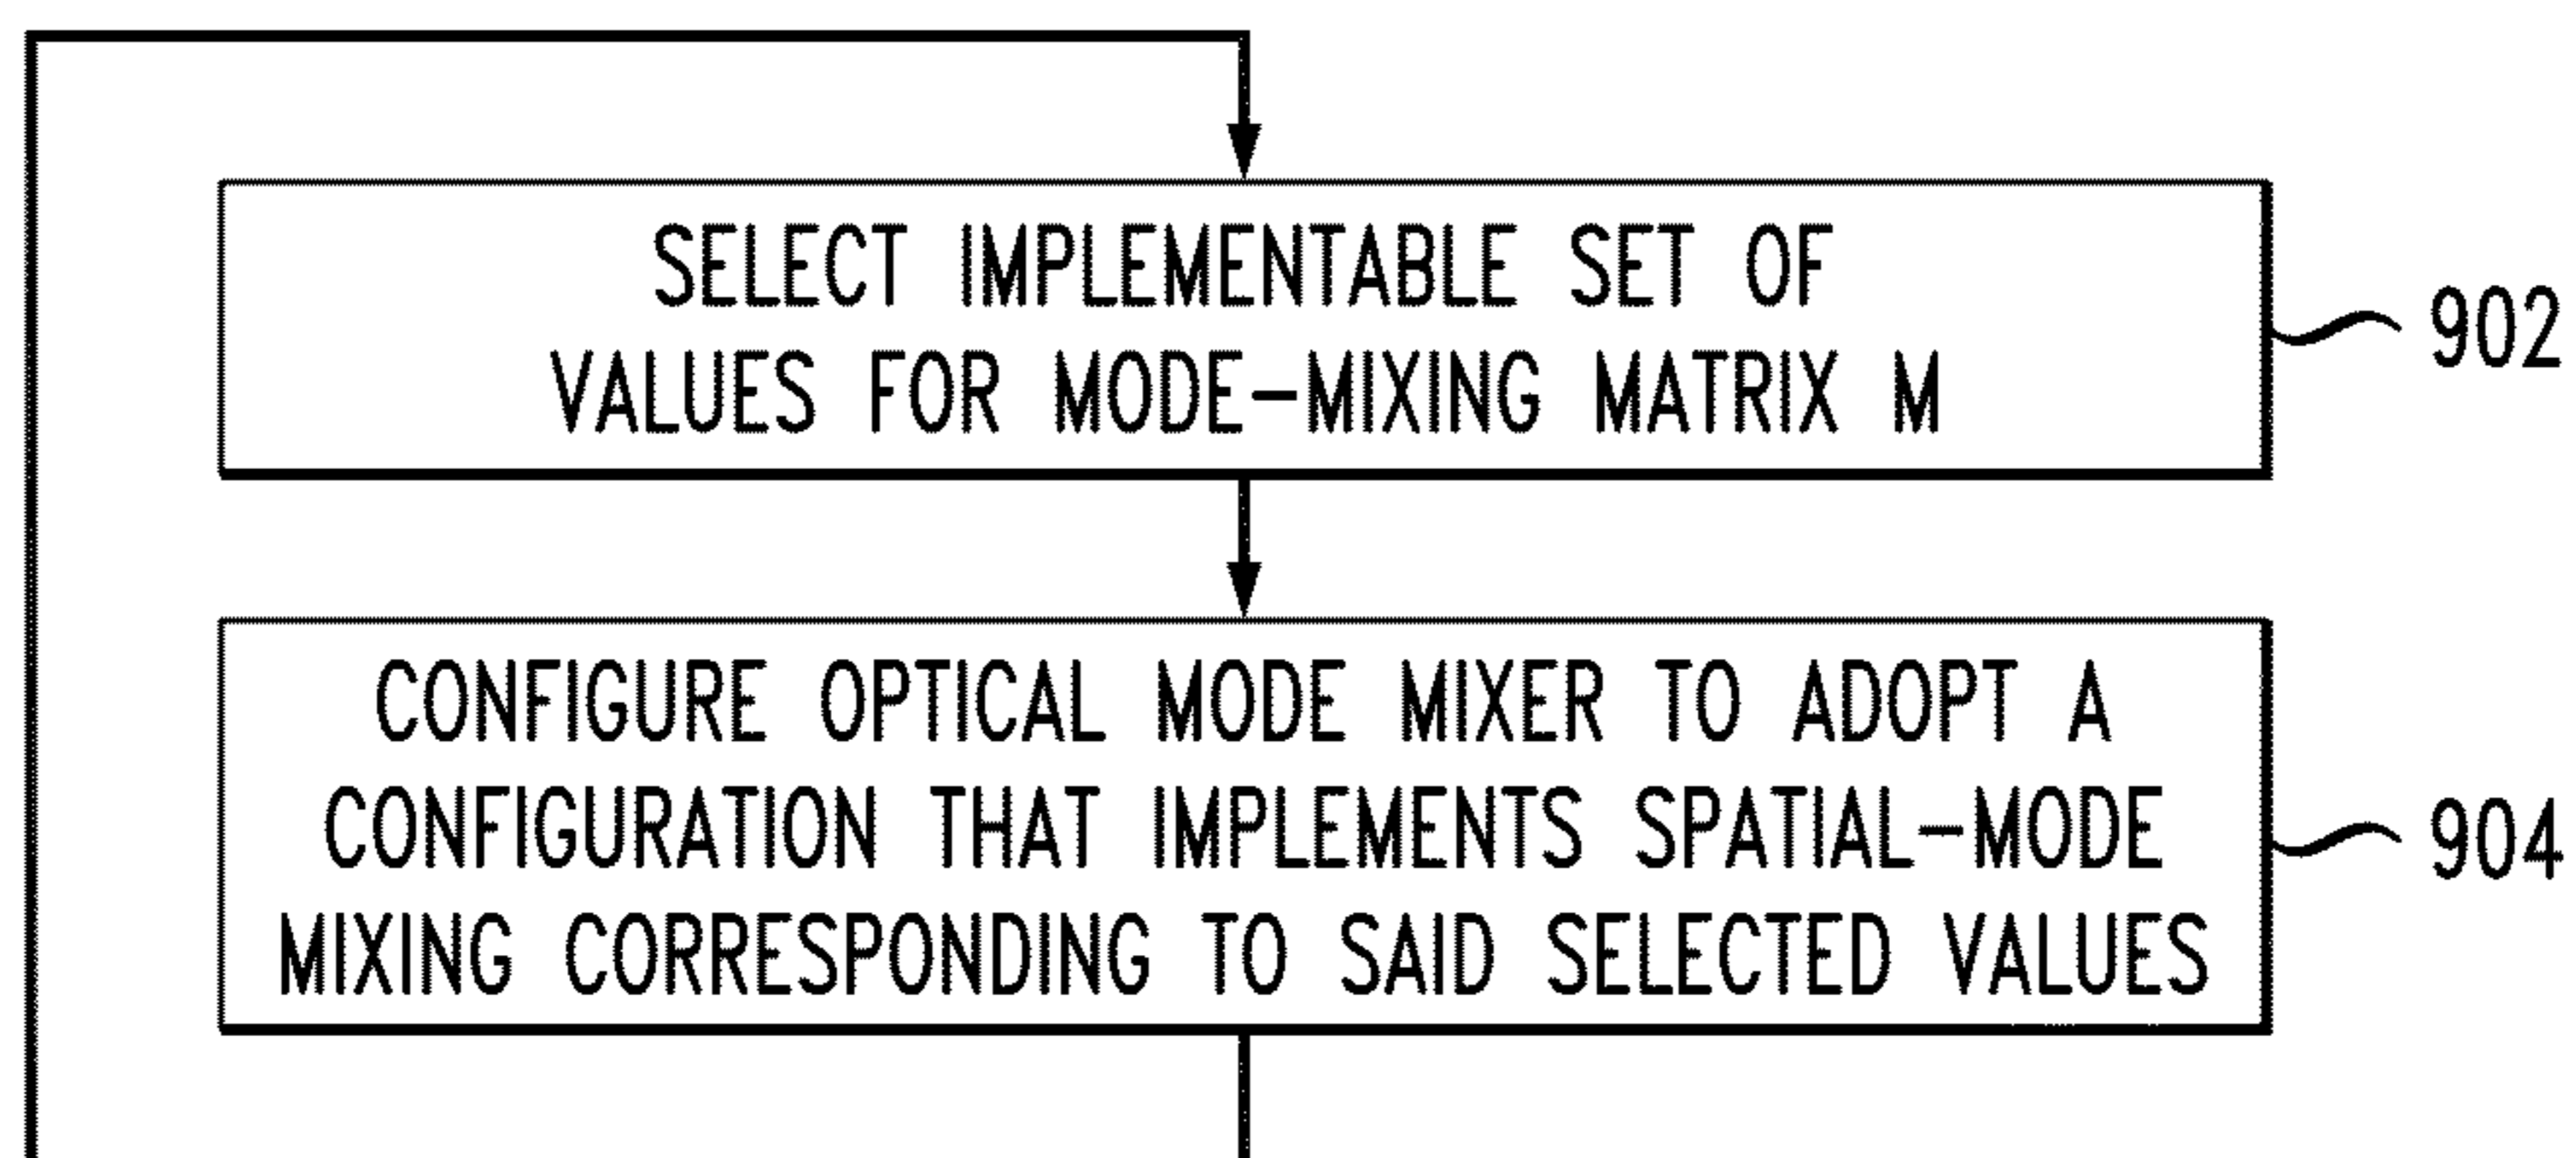 SELECT IMPLEMENTABLE SET OF
VALUES FOR MODE-MIXING MATRIX M
902
CONFIGURE OPTICAL MODE MIXER TO ADOPT A
CONFIGURATION THAT IMPLEMENTS SPATIAL-MODE
MIXING CORRESPONDING TO SAID SELECTED VALUES
904